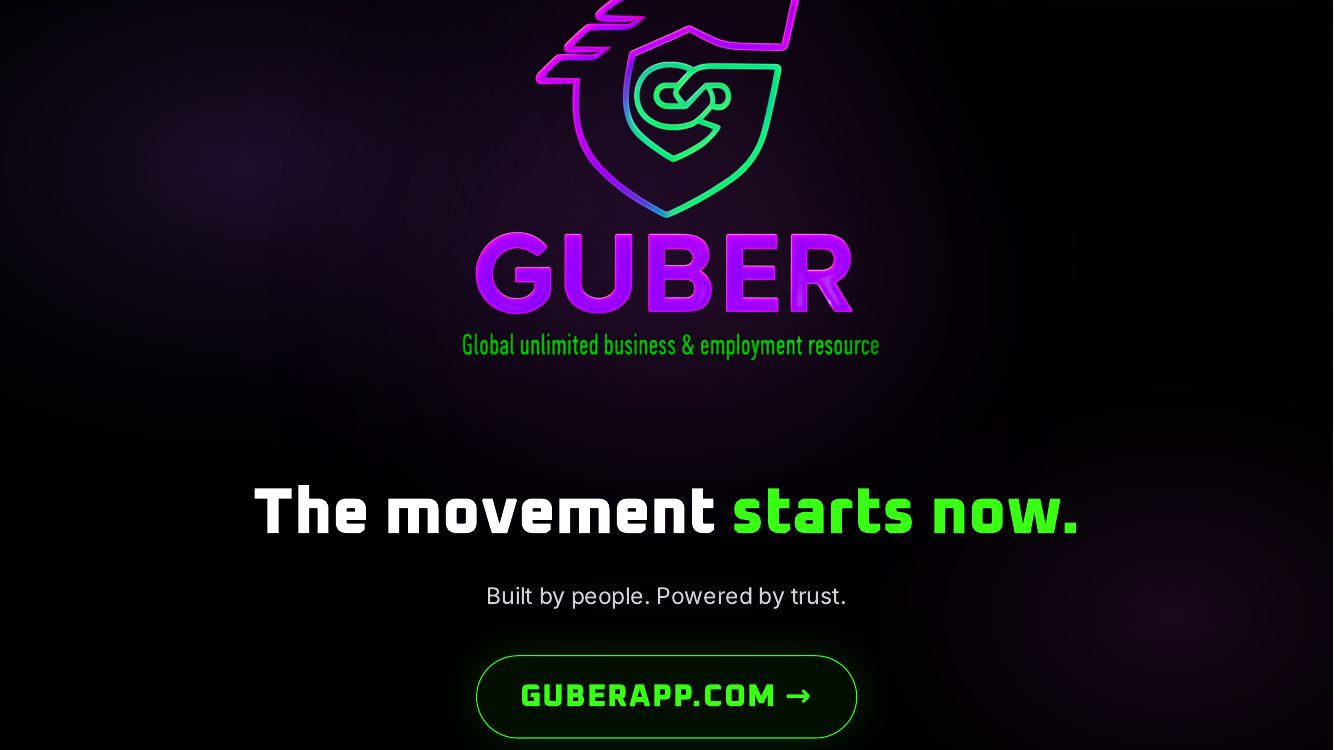 GUBER
Global unlimited business & employment resource
The movement starts now.
Built by people. Powered by trust.
GUBERAPP.COM →